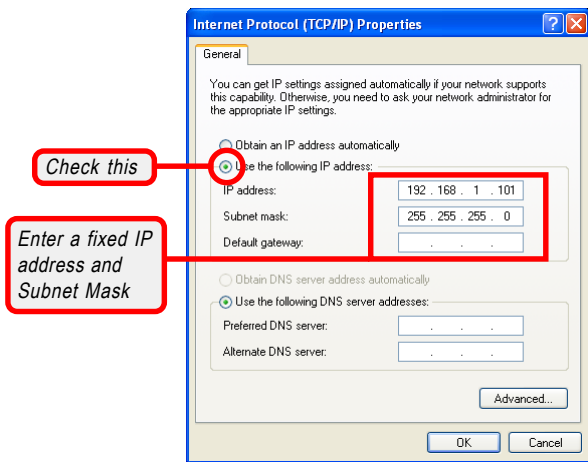 Internet Protocol (TCP/IP) Properties
General
You can get IP settings assigned automatically if your network supports
this capability. Otherwise, you need to ask your network administrator for
the appropriate IP settings.
Obtain an IP address automatically
Check this
Use the following IP address:
IP address: 192 . 168 . 1 . 101
Subnet mask: 255 . 255 . 255 . 0
Default gateway: . . .
Enter a fixed IP
address and
Subnet Mask
Obtain DNS server address automatically
Use the following DNS server addresses:
Preferred DNS server: . . .
Alternate DNS server: . . .
Advanced...
OK Cancel